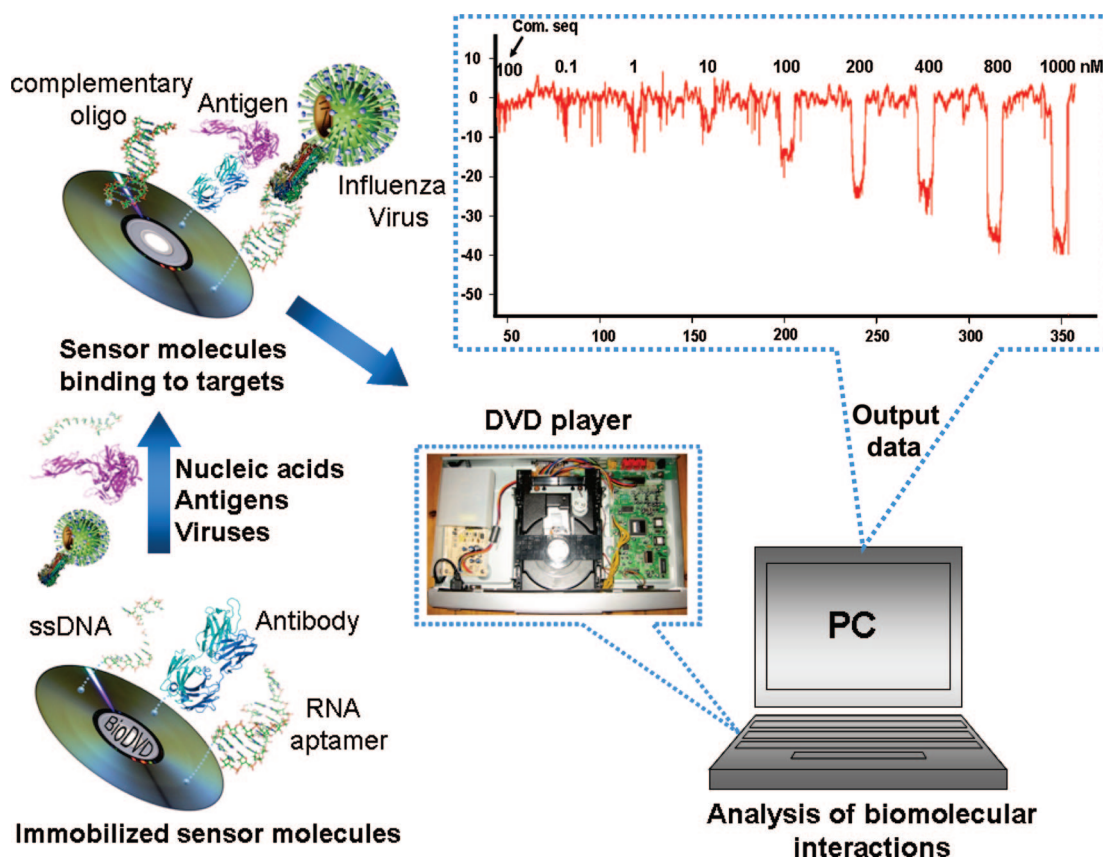 complementary
oligo
Antigen
Influenza
Virus
Sensor molecules
binding to targets
Nucleic acids
Antigens
Viruses
ssDNA
Antibody
RNA
aptamer
BioDVD
Immobilized sensor molecules
Com. seq
100 0.1 1 10 100 200 400 800 1000 nM
10
0
-10
-20
-30
-40
-50
50 100 150 200 250 300 350
DVD player
Output
data
PC
Analysis of biomolecular
interactions